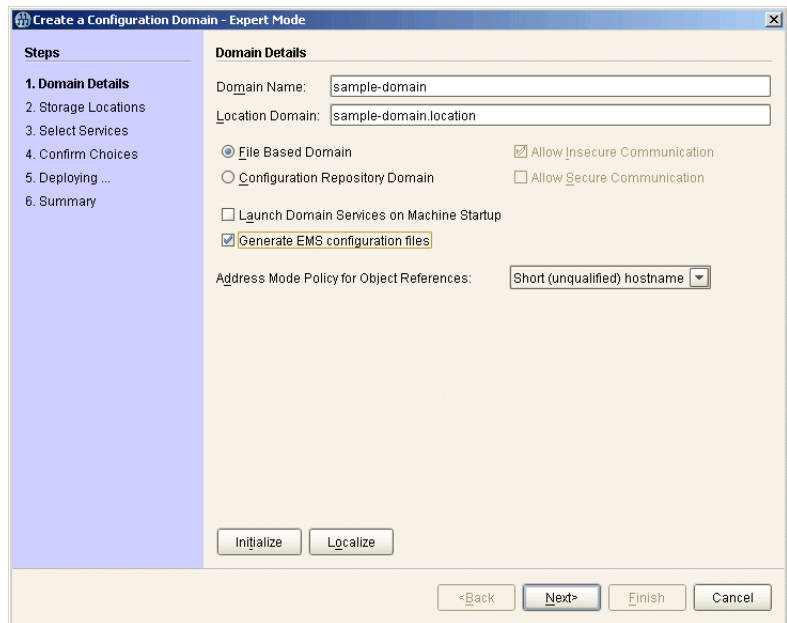 Create a Configuration Domain - Expert Mode
Steps
1. Domain Details
2. Storage Locations
3. Select Services
4. Confirm Choices
5. Deploying ...
6. Summary
Domain Details
Domain Name: sample-domain
Location Domain: sample-domain.location
File Based Domain
Allow Insecure Communication
Configuration Repository Domain
Allow Secure Communication
Launch Domain Services on Machine Startup
Generate EMS configuration files
Address Mode Policy for Object References: Short (unqualified) hostname
Initialize Localize
<Back Next> Finish Cancel